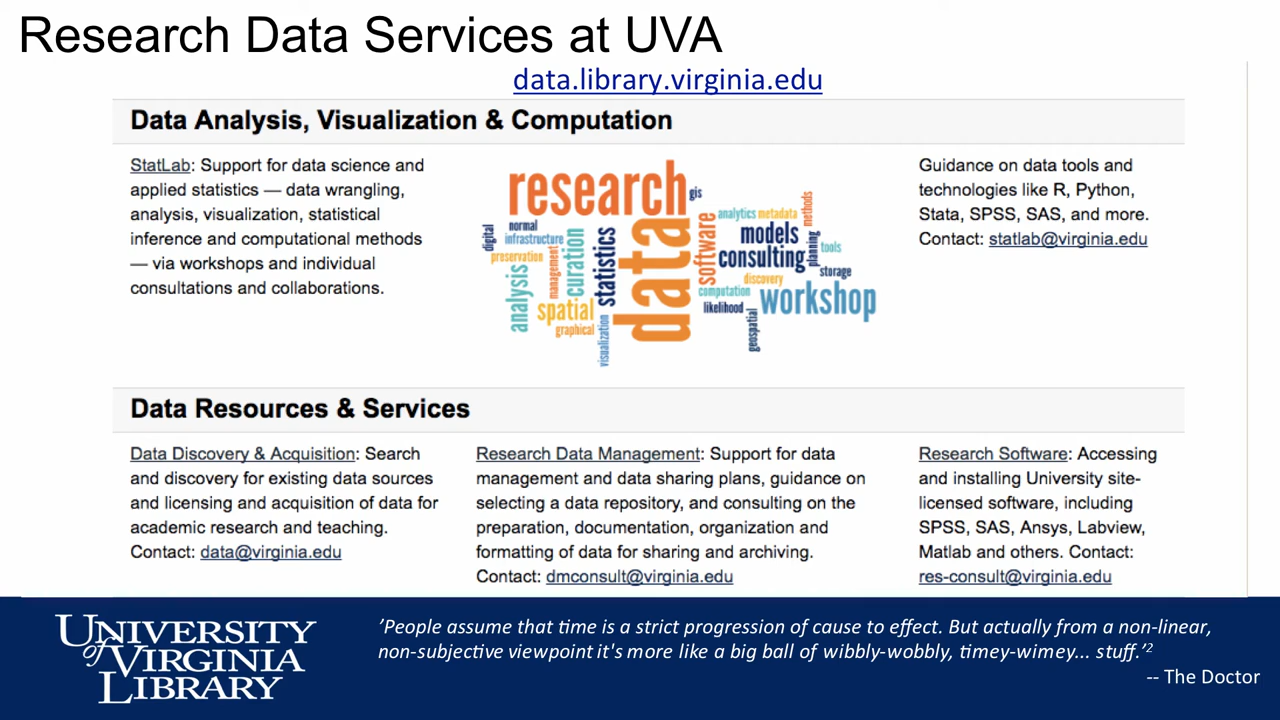 Research Data Services at UVA
data.library.virginia.edu
Data Analysis, Visualization & Computation
StatLab: Support for data science and
applied statistics — data wrangling,
analysis, visualization, statistical
inference and computational methods
— via workshops and individual
consultations and collaborations.
research
gis
data
digital
normal
infrastructure
preservation
management
curation
statistics
analysis
spatial
graphical
visualization
software
analytics
metadata
methods
models
consulting
planning
tools
storage
discovery
computation
likelihood
workshop
geospatial
Guidance on data tools and
technologies like R, Python,
Stata, SPSS, SAS, and more.
Contact: statlab@virginia.edu
Data Resources & Services
Data Discovery & Acquisition: Search
and discovery for existing data sources
and licensing and acquisition of data for
academic research and teaching.
Contact: data@virginia.edu
Research Data Management: Support for data
management and data sharing plans, guidance on
selecting a data repository, and consulting on the
preparation, documentation, organization and
formatting of data for sharing and archiving.
Contact: dmconsult@virginia.edu
Research Software: Accessing
and installing University site-
licensed software, including
SPSS, SAS, Ansys, Labview,
Matlab and others. Contact:
res-consult@virginia.edu
UNIVERSITY
of VIRGINIA
LIBRARY
’People assume that time is a strict progression of cause to effect. But actually from a non-linear,
non-subjective viewpoint it's more like a big ball of wibbly-wobbly, timey-wimey... stuff.’²
-- The Doctor